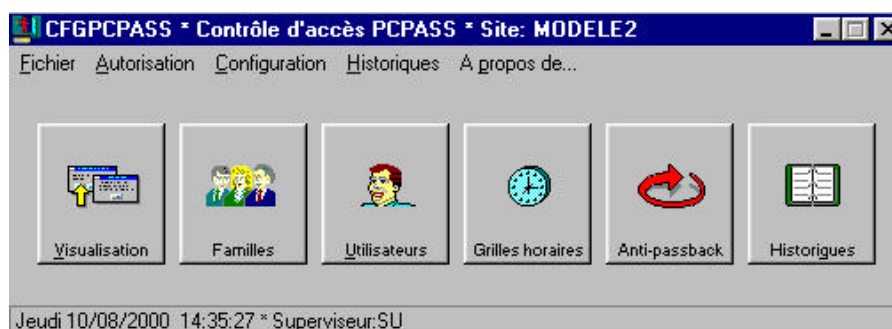 CFGPCPASS * Contrôle d'accès PCPASS * Site: MODELE2
Fichier Autorisation Configuration Historiques A propos de...
Visualisation Familles Utilisateurs Grilles horaires Anti-passback Historigues
Jeudi 10/08/2000 14:35:27 * Superviseur:SU